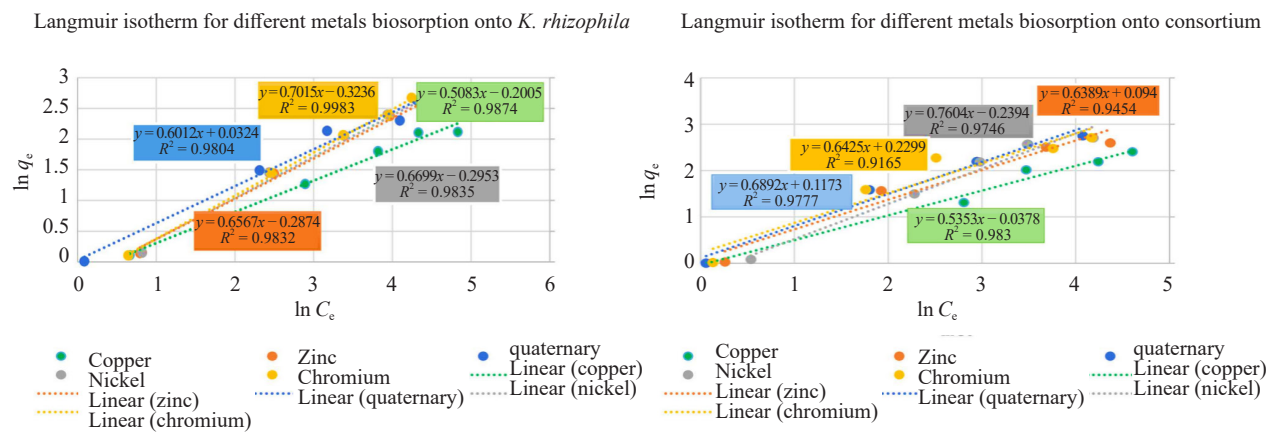 Langmuir isotherm for different metals biosorption onto K. rhizophila
3
2.5
2
1.5
1
0.5
0
ln qe
y=0.7015x−0.3236
R² = 0.9983
y=0.5083x−0.2005
R² = 0.9874
y=0.6012x+0.0324
R² = 0.9804
y=0.6699x−0.2953
R² = 0.9835
y=0.6567x−0.2874
R² = 0.9832
0 1 2 3 4 5 6
ln Ce
Copper
Zinc
quaternary
Nickel
Chromium
Linear (copper)
Linear (zinc)
Linear (quaternary)
Linear (nickel)
Linear (chromium)
Langmuir isotherm for different metals biosorption onto consortium
4
3
2
1
0
ln qe
y=0.6389x+0.094
R² = 0.9454
y=0.7604x−0.2394
R² = 0.9746
y=0.6425x+0.2299
R² = 0.9165
y=0.6892x+0.1173
R² = 0.9777
y=0.5353x−0.0378
R² = 0.983
0 1 2 3 4 5
ln Ce
Copper
Zinc
quaternary
Nickel
Chromium
Linear (copper)
Linear (zinc)
Linear (quaternary)
Linear (nickel)
Linear (chromium)